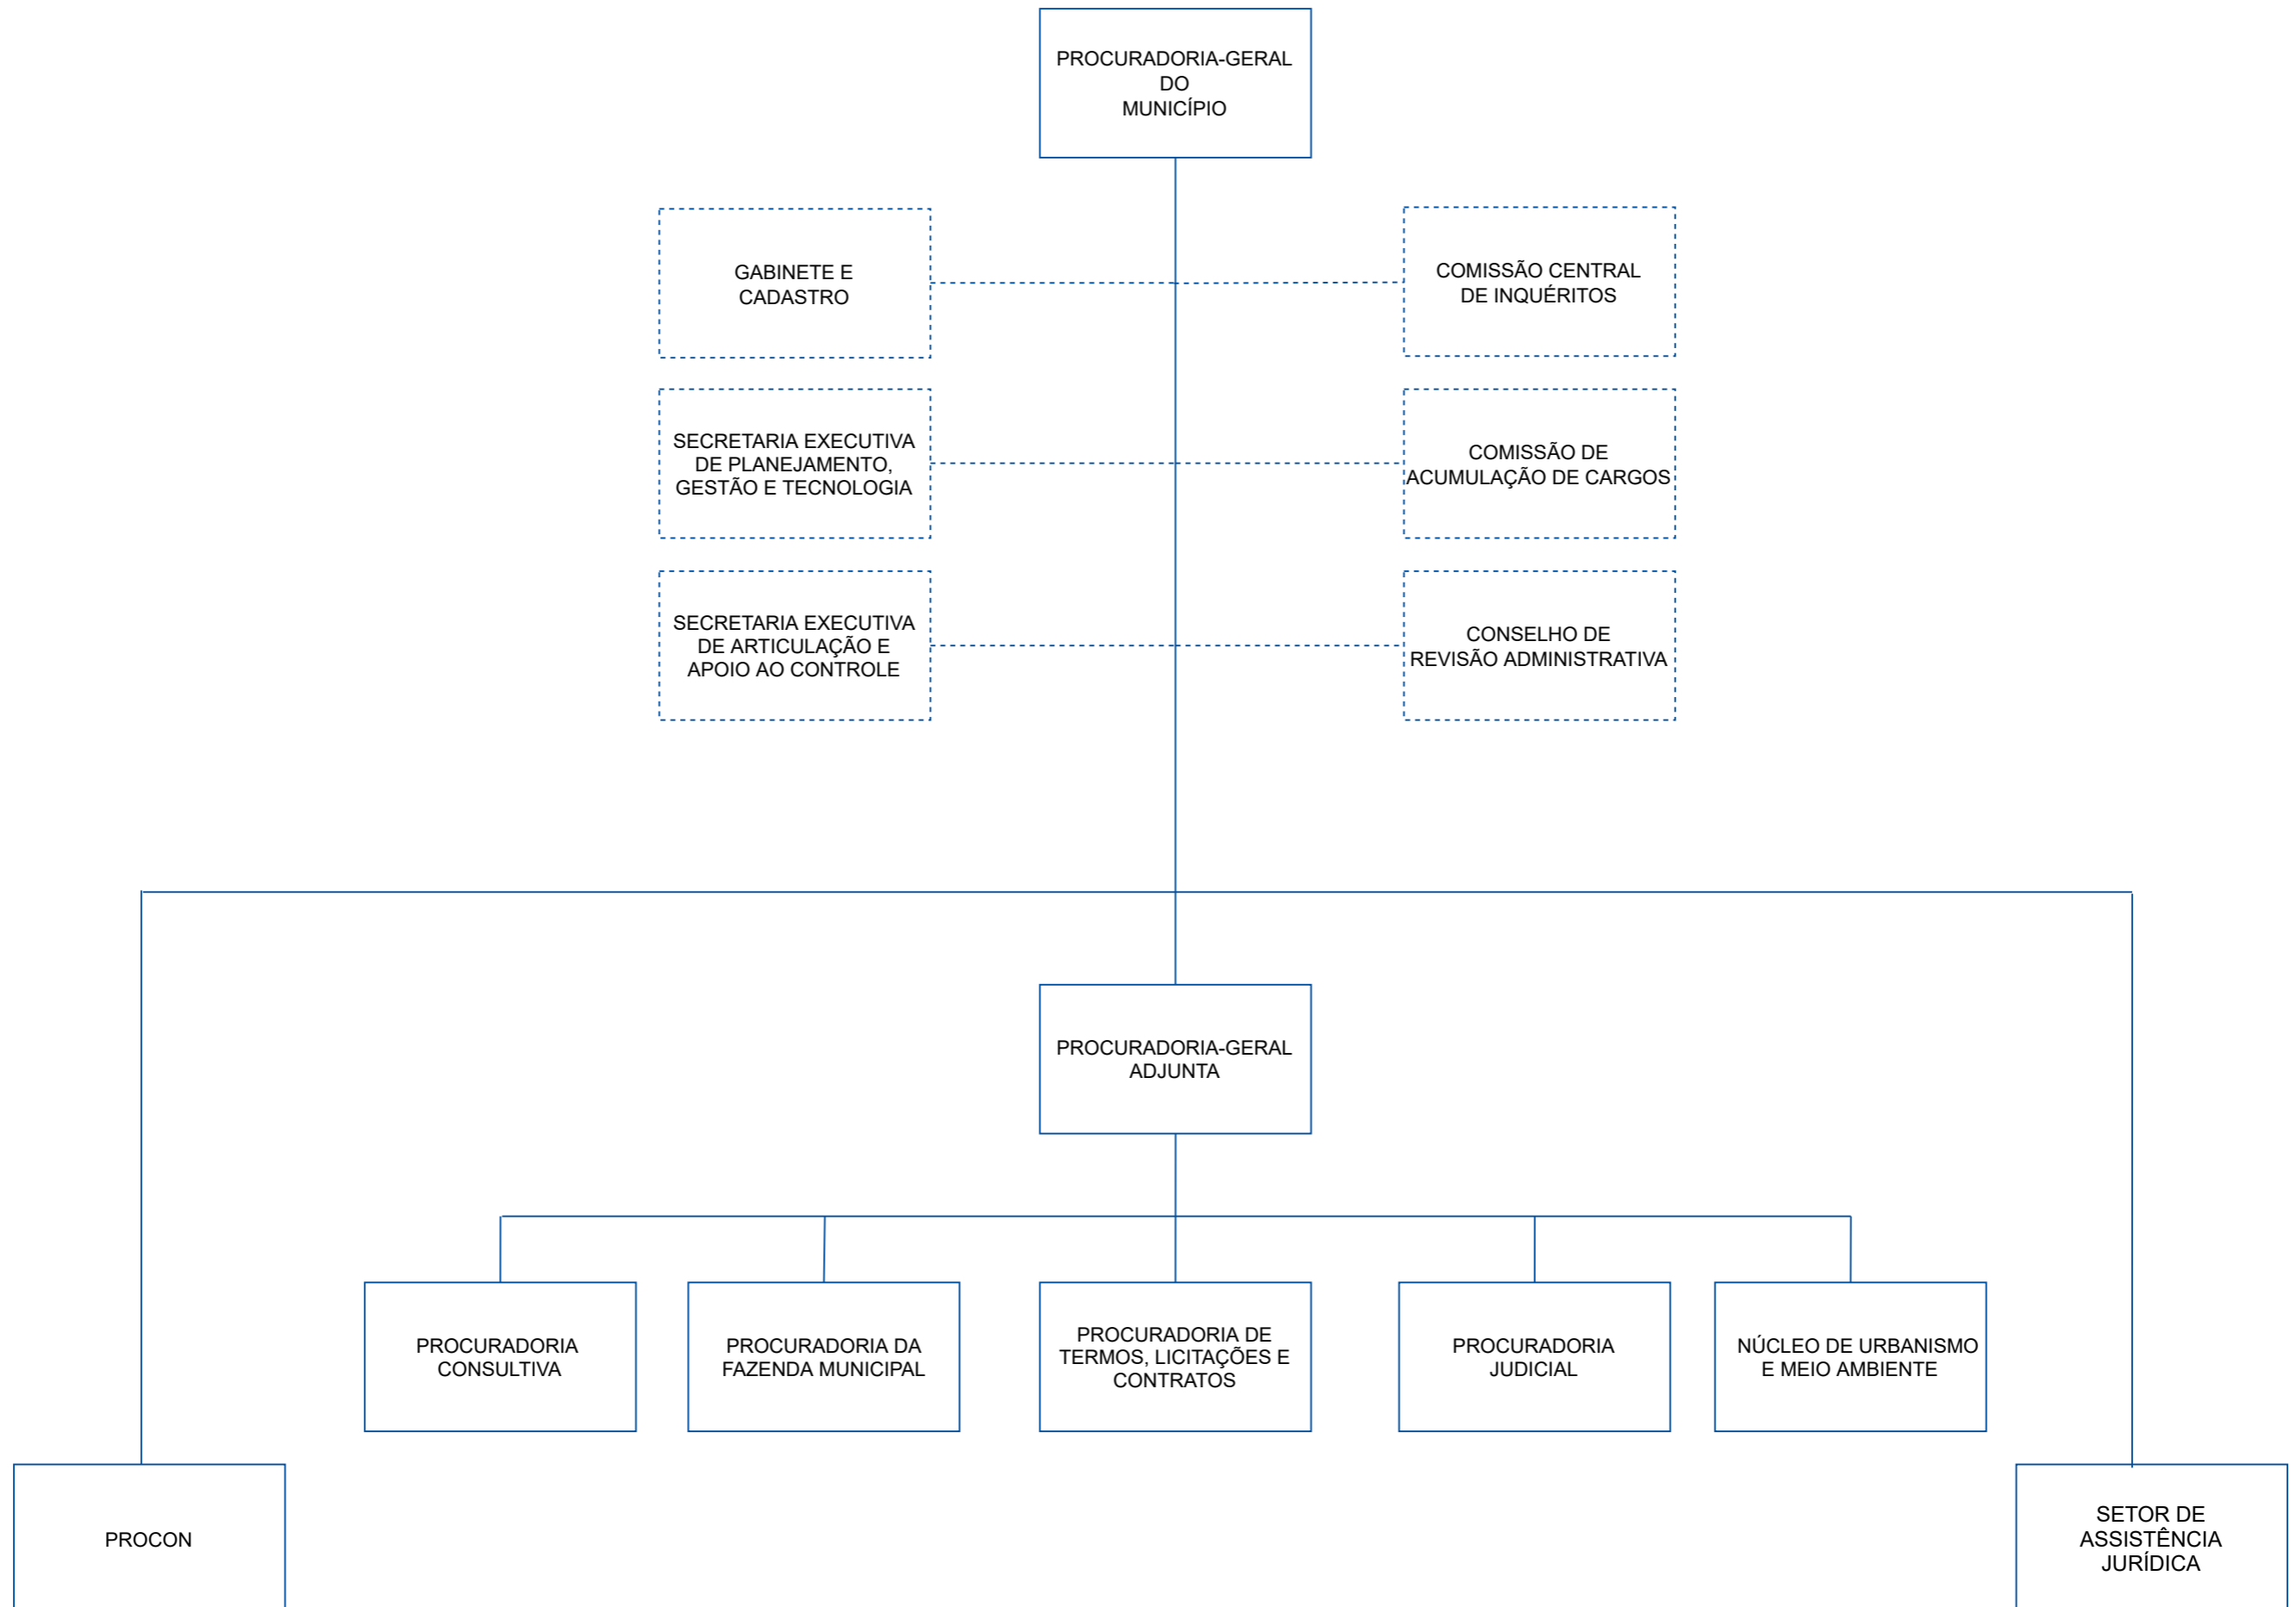 PROCURADORIA-GERAL
DO
MUNICÍPIO
GABINETE E
CADASTRO
COMISSÃO CENTRAL
DE INQUÉRITOS
SECRETARIA EXECUTIVA
DE PLANEJAMENTO,
GESTÃO E TECNOLOGIA
COMISSÃO DE
ACUMULAÇÃO DE CARGOS
SECRETARIA EXECUTIVA
DE ARTICULAÇÃO E
APOIO AO CONTROLE
CONSELHO DE
REVISÃO ADMINISTRATIVA
PROCURADORIA-GERAL
ADJUNTA
PROCURADORIA
CONSULTIVA
PROCURADORIA DA
FAZENDA MUNICIPAL
PROCURADORIA DE
TERMOS, LICITAÇÕES E
CONTRATOS
PROCURADORIA
JUDICIAL
NÚCLEO DE URBANISMO
E MEIO AMBIENTE
PROCON
SETOR DE
ASSISTÊNCIA
JURÍDICA